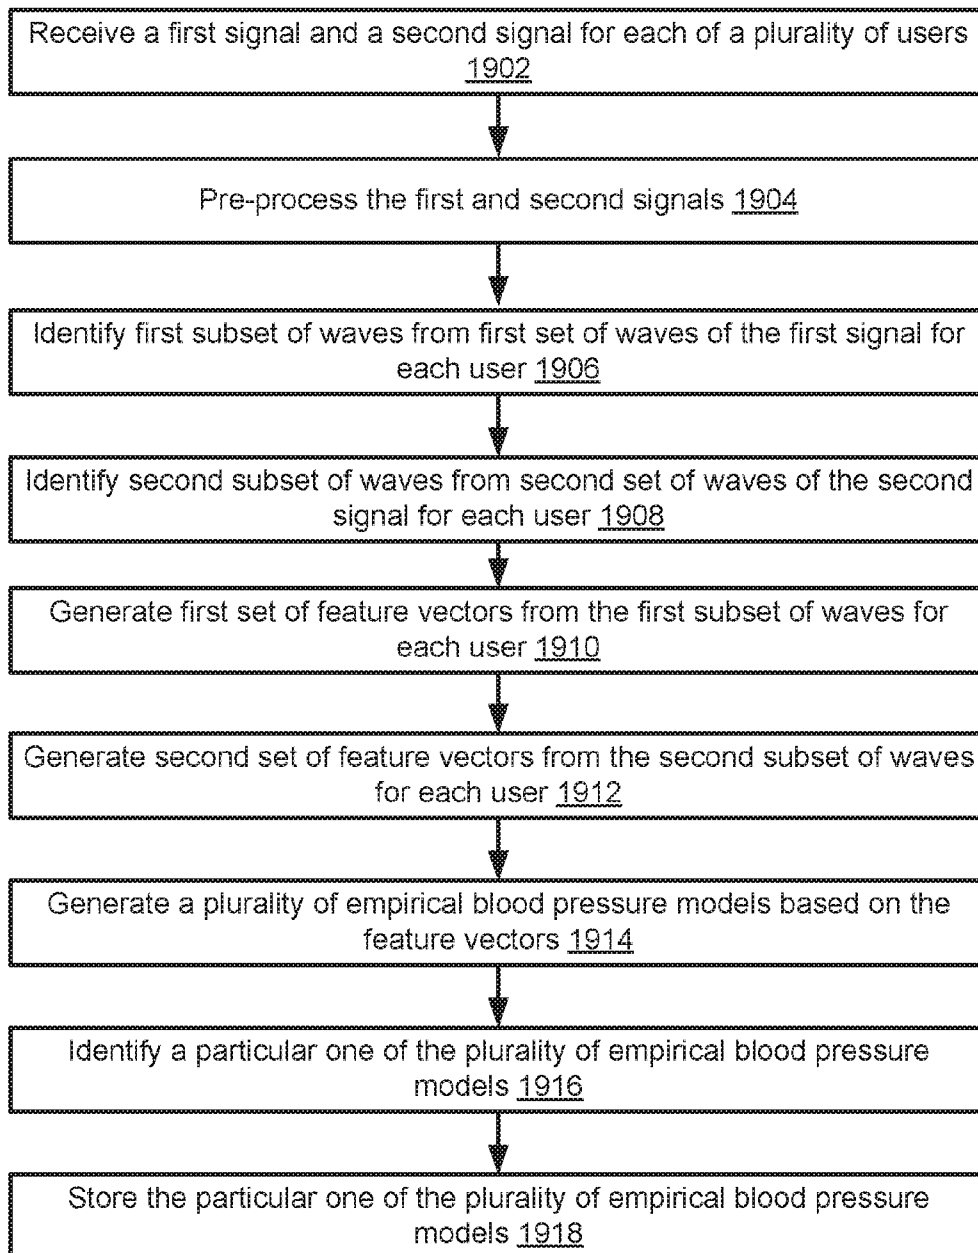 Receive a first signal and a second signal for each of a plurality of users
1902
Pre-process the first and second signals 1904
Identify first subset of waves from first set of waves of the first signal for
each user 1906
Identify second subset of waves from second set of waves of the second
signal for each user 1908
Generate first set of feature vectors from the first subset of waves for
each user 1910
Generate second set of feature vectors from the second subset of waves
for each user 1912
Generate a plurality of empirical blood pressure models based on the
feature vectors 1914
Identify a particular one of the plurality of empirical blood pressure
models 1916
Store the particular one of the plurality of empirical blood pressure
models 1918